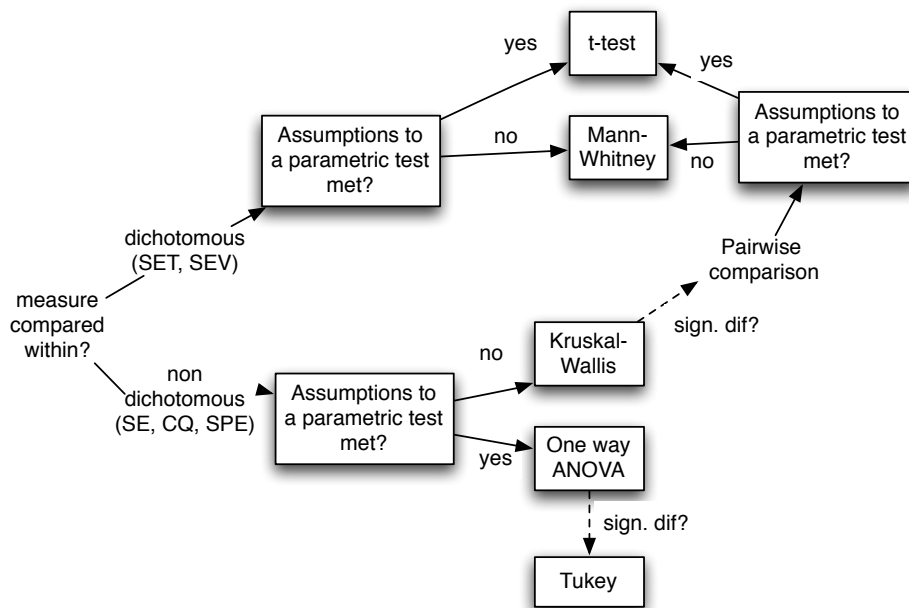 yes
t-test
yes
Assumptions to
a parametric test
met?
no
Mann-
Whitney
no
Assumptions to
a parametric test
met?
dichotomous
(SET, SEV)
Pairwise
comparison
measure
compared
within?
sign. dif?
non
dichotomous
(SE, CQ, SPE)
Assumptions to
a parametric test
met?
no
Kruskal-
Wallis
yes
One way
ANOVA
sign. dif?
Tukey